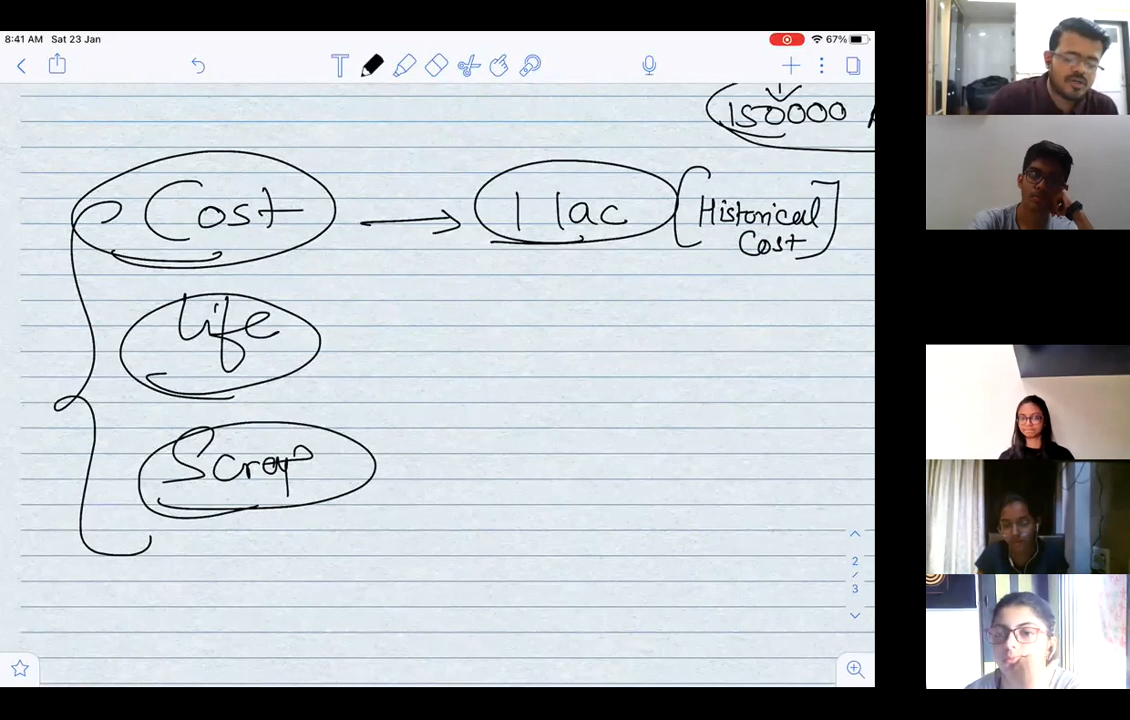 8:41 AM Sat 23 Jan
67%
150000
Cost
1 lac
[Historical
Cost]
life
Scrap
2
/
3